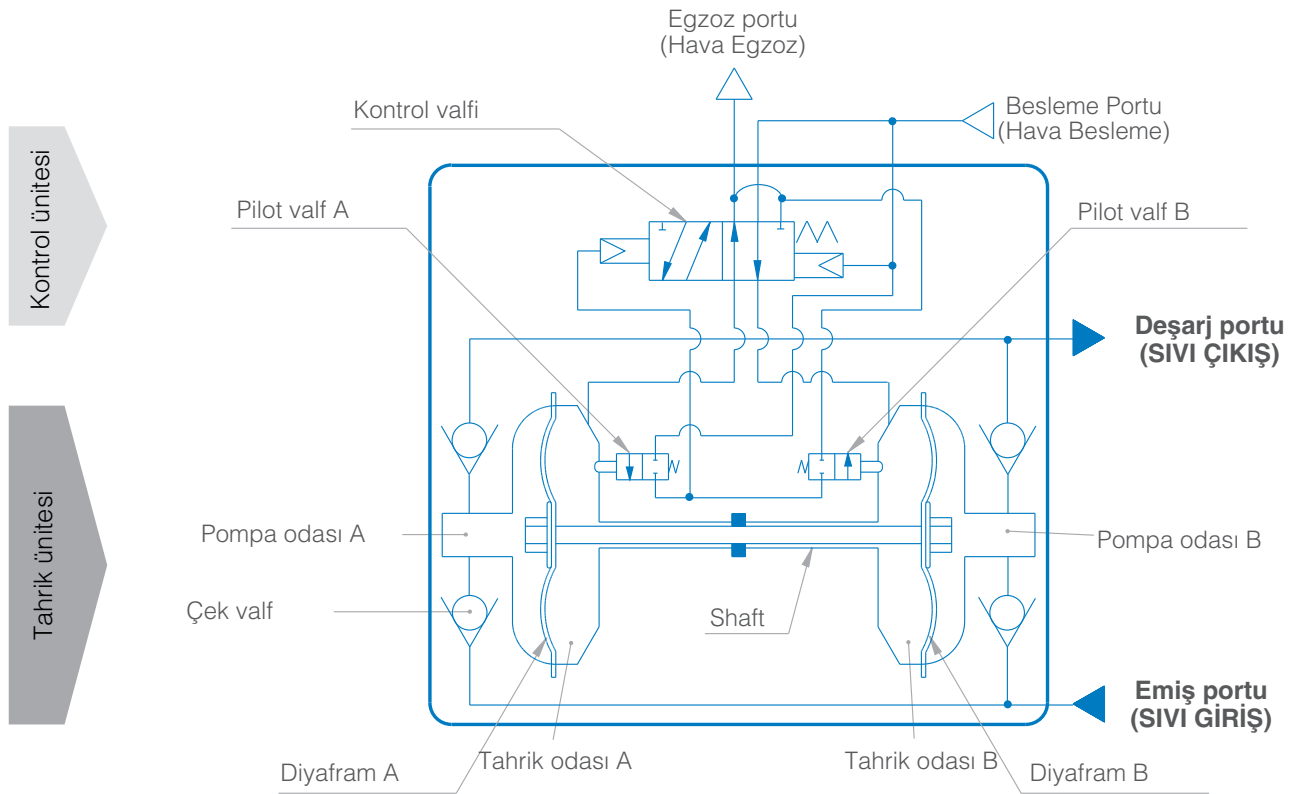 Egzoz portu
(Hava Egzoz)
Kontrol valfi
Besleme Portu
(Hava Besleme)
Kontrol ünitesi
Pilot valf A
Pilot valf B
Deşarj portu
(SIVI ÇIKIŞ)
Tahrik ünitesi
Pompa odası A
Pompa odası B
Çek valf
Shaft
Emiş portu
(SIVI GİRİŞ)
Tahrik odası A
Tahrik odası B
Diyafram A
Diyafram B